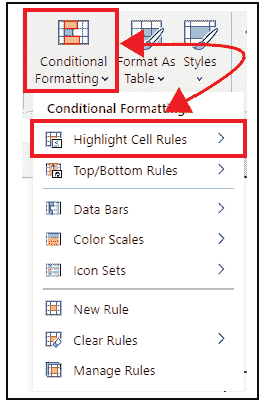 Conditional Format As Styles
Formatting Table
Conditional Formatting
Highlight Cell Rules
Top/Bottom Rules
Data Bars
Color Scales
Icon Sets
New Rule
Clear Rules
Manage Rules